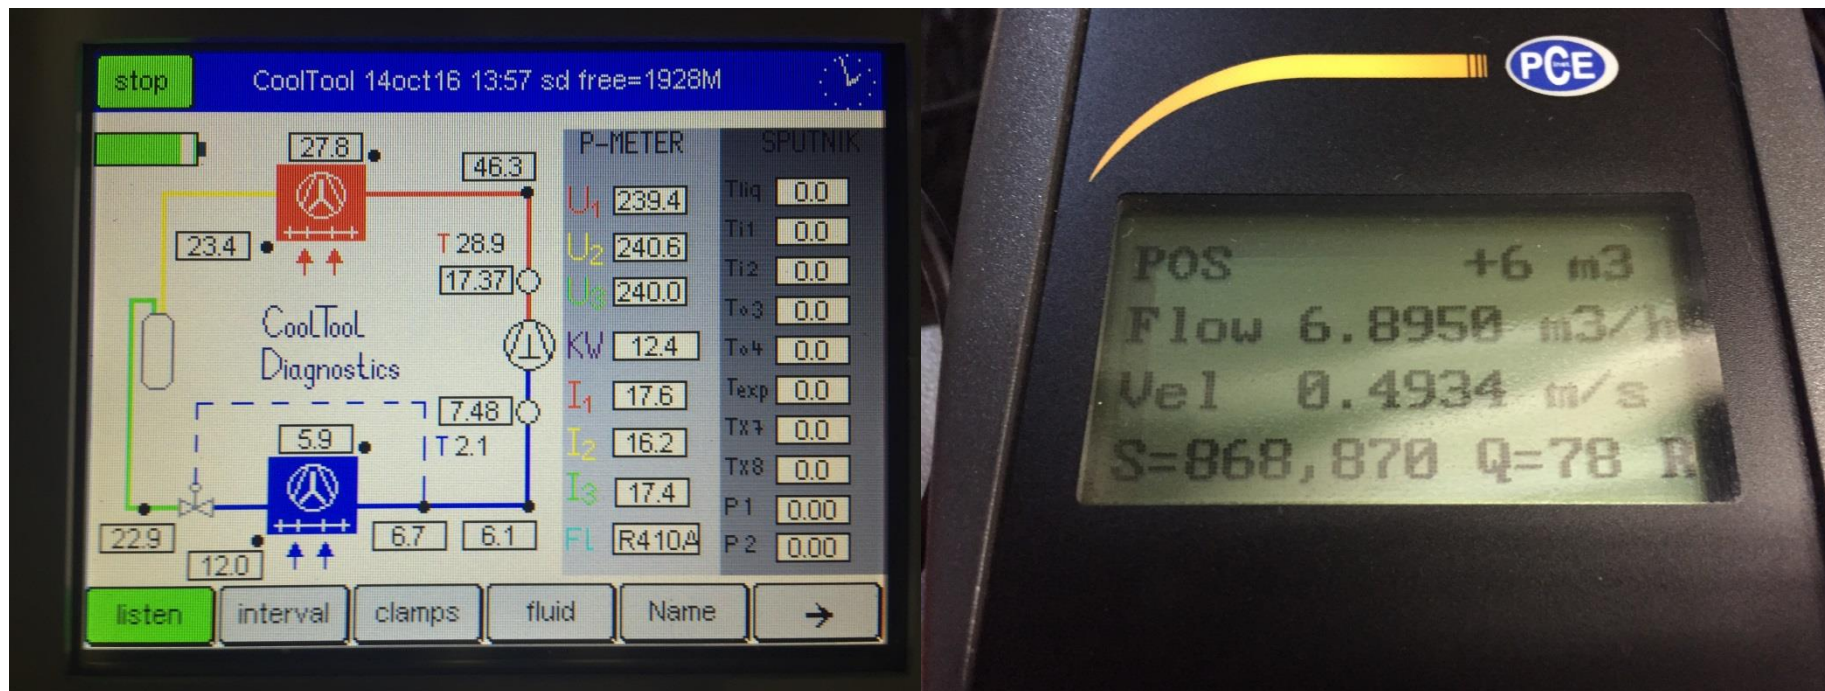 stop
CoolTool 14oct16 13:57 sd free=1928M
27.8
46.3
23.4
T 28.9
17.37
CoolTool
Diagnostics
7.48
5.9
T 2.1
22.9
12.0
6.7
6.1
P-METER
U1 239.4
U2 240.6
U3 240.0
KW 12.4
I1 17.6
I2 16.2
I3 17.4
FL R410A
SPUTNIK
Tliq 0.0
Ti1 0.0
Ti2 0.0
To3 0.0
To4 0.0
Texp 0.0
TX7 0.0
TX8 0.0
P1 0.00
P2 0.00
listen
interval
clamps
fluid
Name
→
PCE
POS +6 m3
Flow 6.8950 m3/h
Vel 0.4934 m/s
S=868,870 Q=78 R